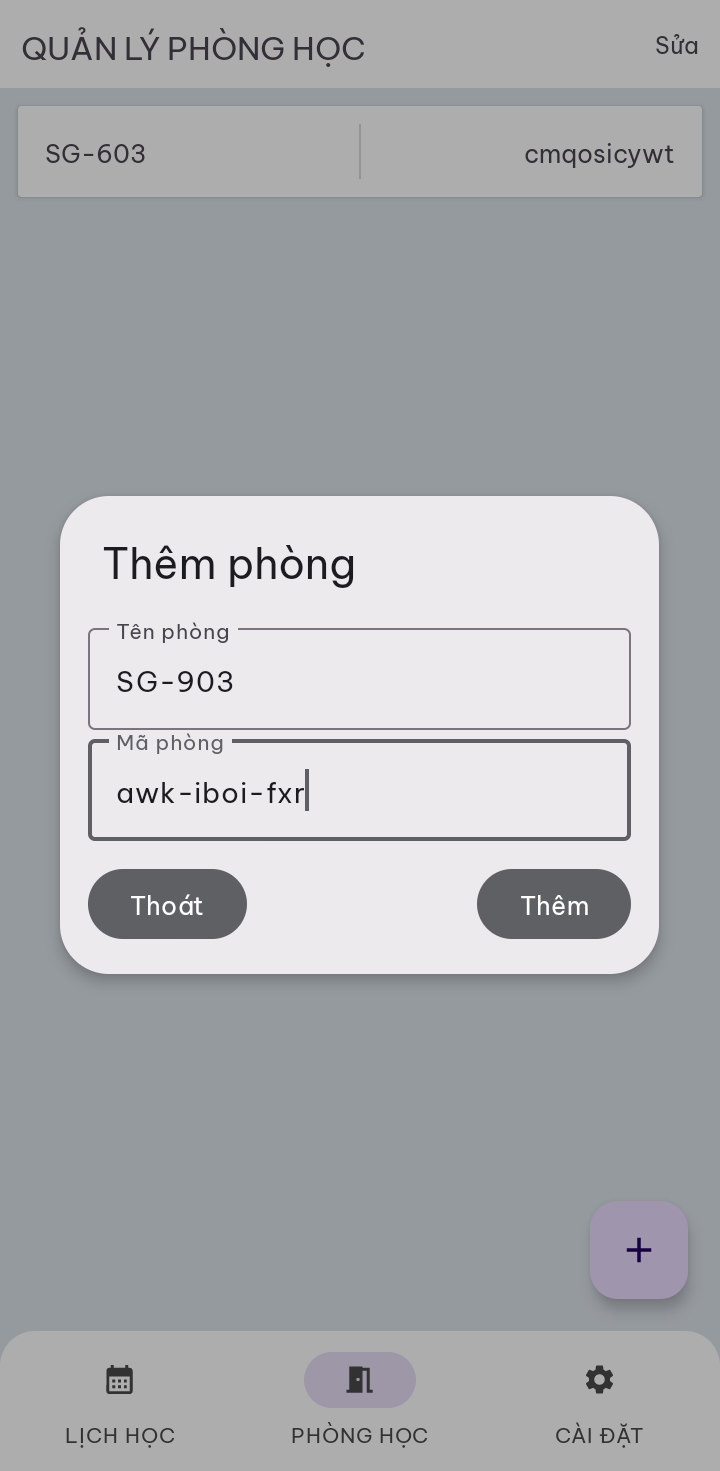 QUẢN LÝ PHÒNG HỌC
Sửa
SG-603
cmqosicywt
Thêm phòng
Tên phòng
SG-903
Mã phòng
awk-iboi-fxr
Thoát
Thêm
LỊCH HỌC
PHÒNG HỌC
CÀI ĐẶT